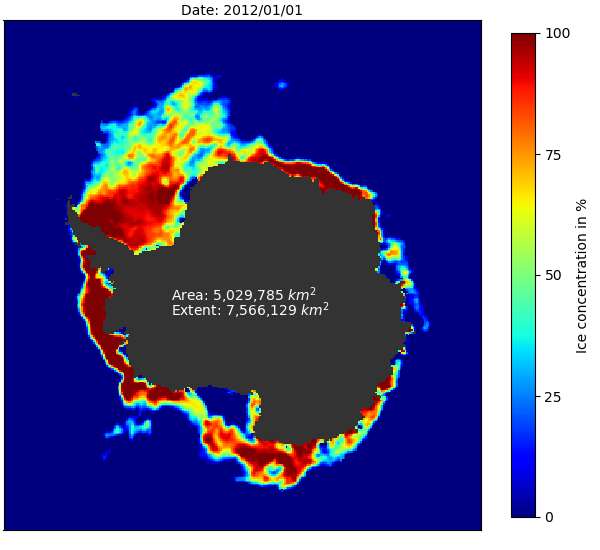 Date: 2012/01/01
100
75
50
25
0
Ice concentration in %
Area: 5,029,785 km²
Extent: 7,566,129 km²